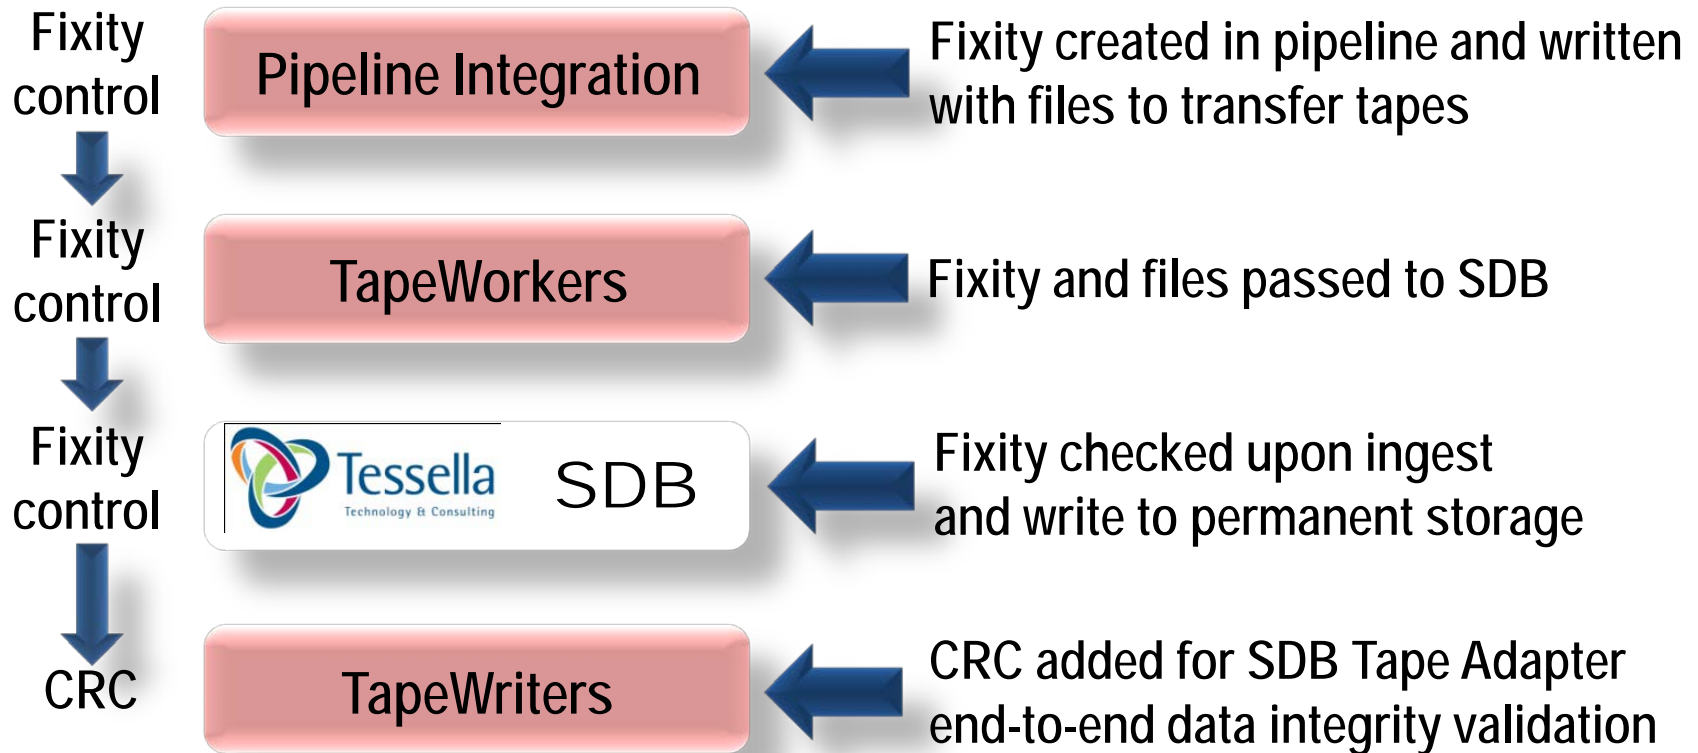 Fixity
control
Pipeline Integration
Fixity created in pipeline and written
with files to transfer tapes
Fixity
control
TapeWorkers
Fixity and files passed to SDB
Fixity
control
Tessella
Technology & Consulting
SDB
Fixity checked upon ingest
and write to permanent storage
CRC
TapeWriters
CRC added for SDB Tape Adapter
end-to-end data integrity validation